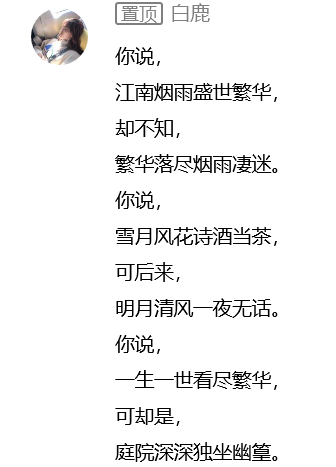 置顶 白鹿
你说，
江南烟雨盛世繁华，
却不知，
繁华落尽烟雨凄迷。
你说，
雪月风花诗酒当茶，
可后来，
明月清风一夜无话。
你说，
一生一世看尽繁华，
可却是，
庭院深深独坐幽篁。